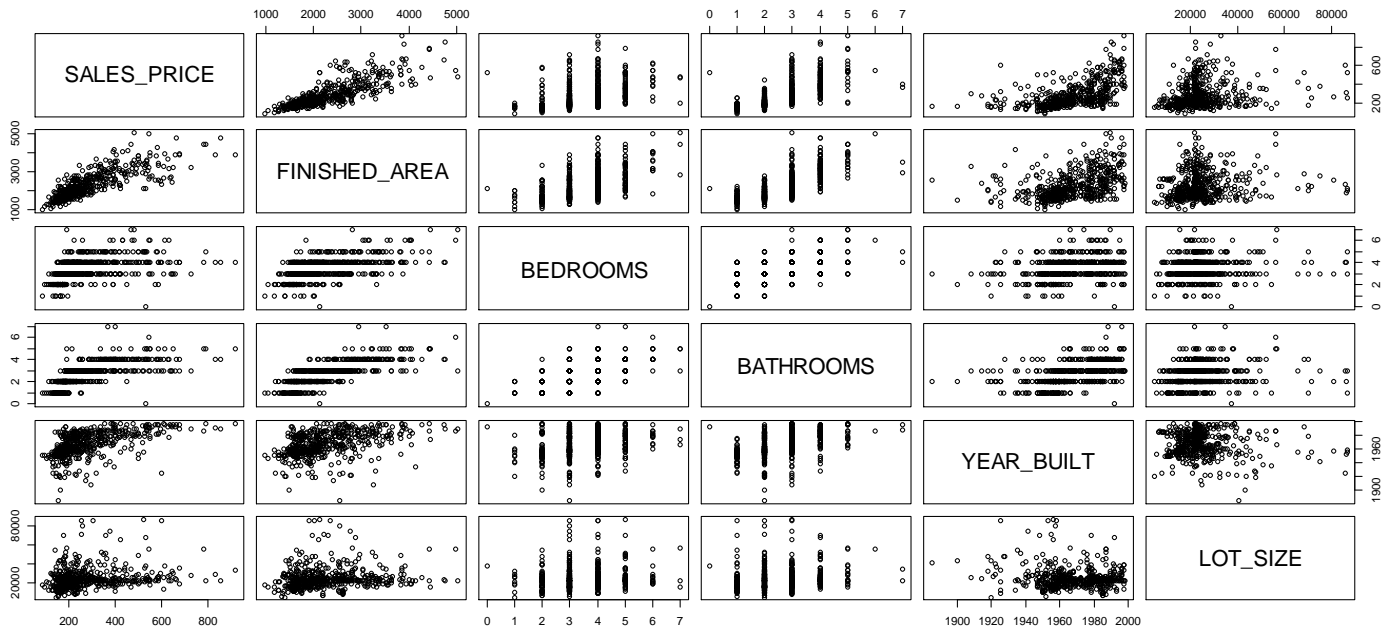 1000 2000 3000 4000 5000 0 1 2 3 4 5 6 7 20000 40000 60000 80000
SALES_PRICE 200 600
1000 3000 5000 FINISHED_AREA
BEDROOMS 0 2 4 6
0 2 4 6 BATHROOMS
YEAR_BUILT 1900 1960
20000 80000 LOT_SIZE
200 400 600 800 0 1 2 3 4 5 6 7 1900 1920 1940 1960 1980 2000